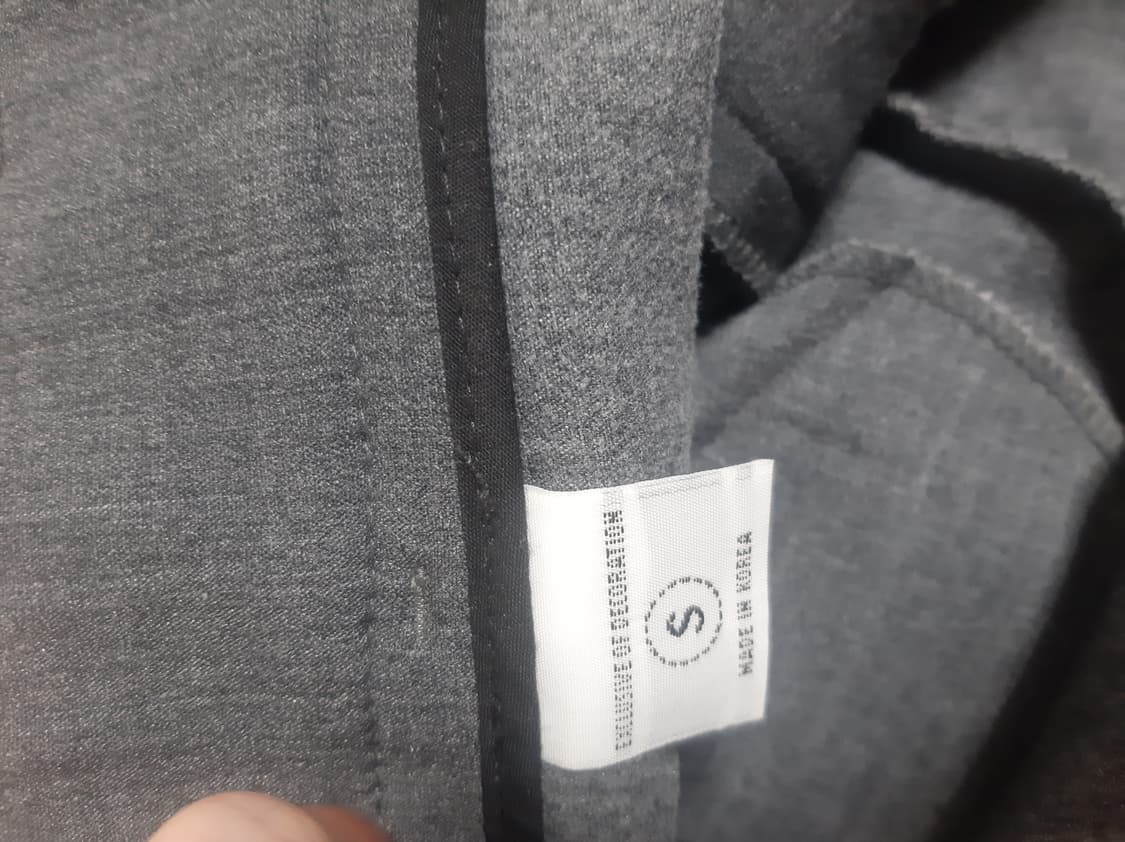 EXCLUSIVE OF DECORATION
S
MADE IN KOREA